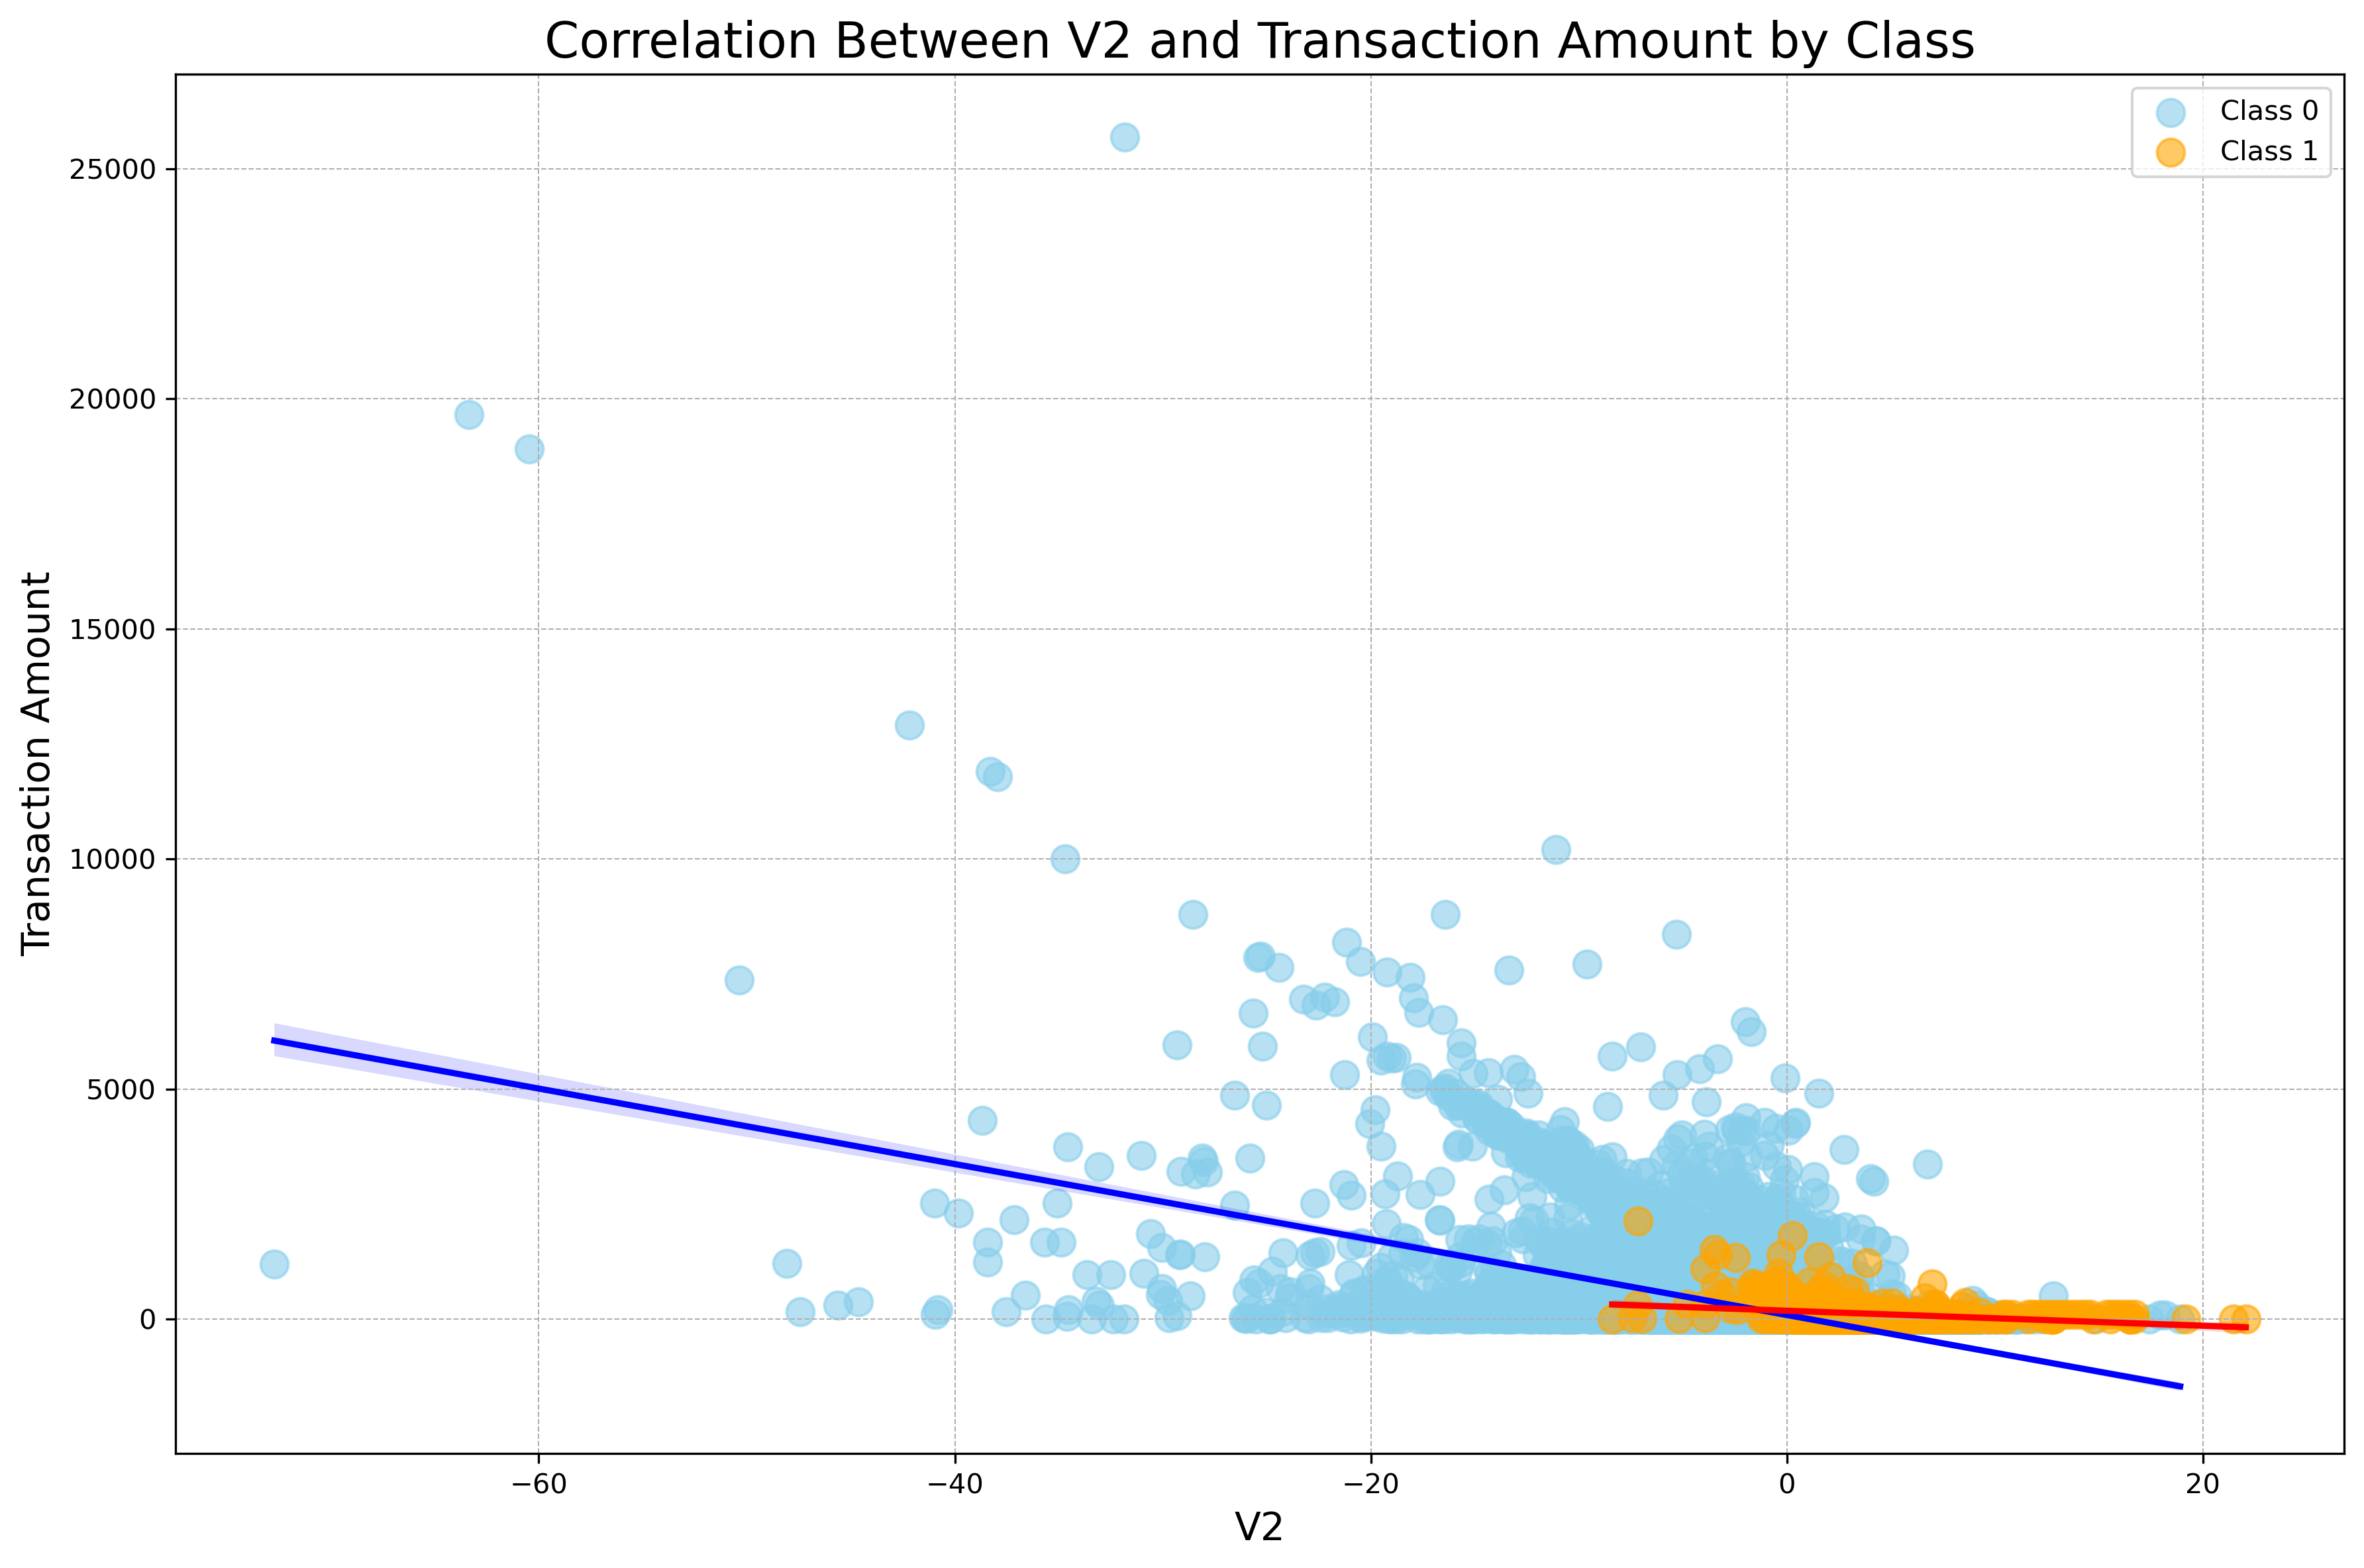 Correlation Between V2 and Transaction Amount by Class
Class 0
Class 1
25000
20000
15000
10000
5000
0
Transaction Amount
−60
−40
−20
0
20
V2